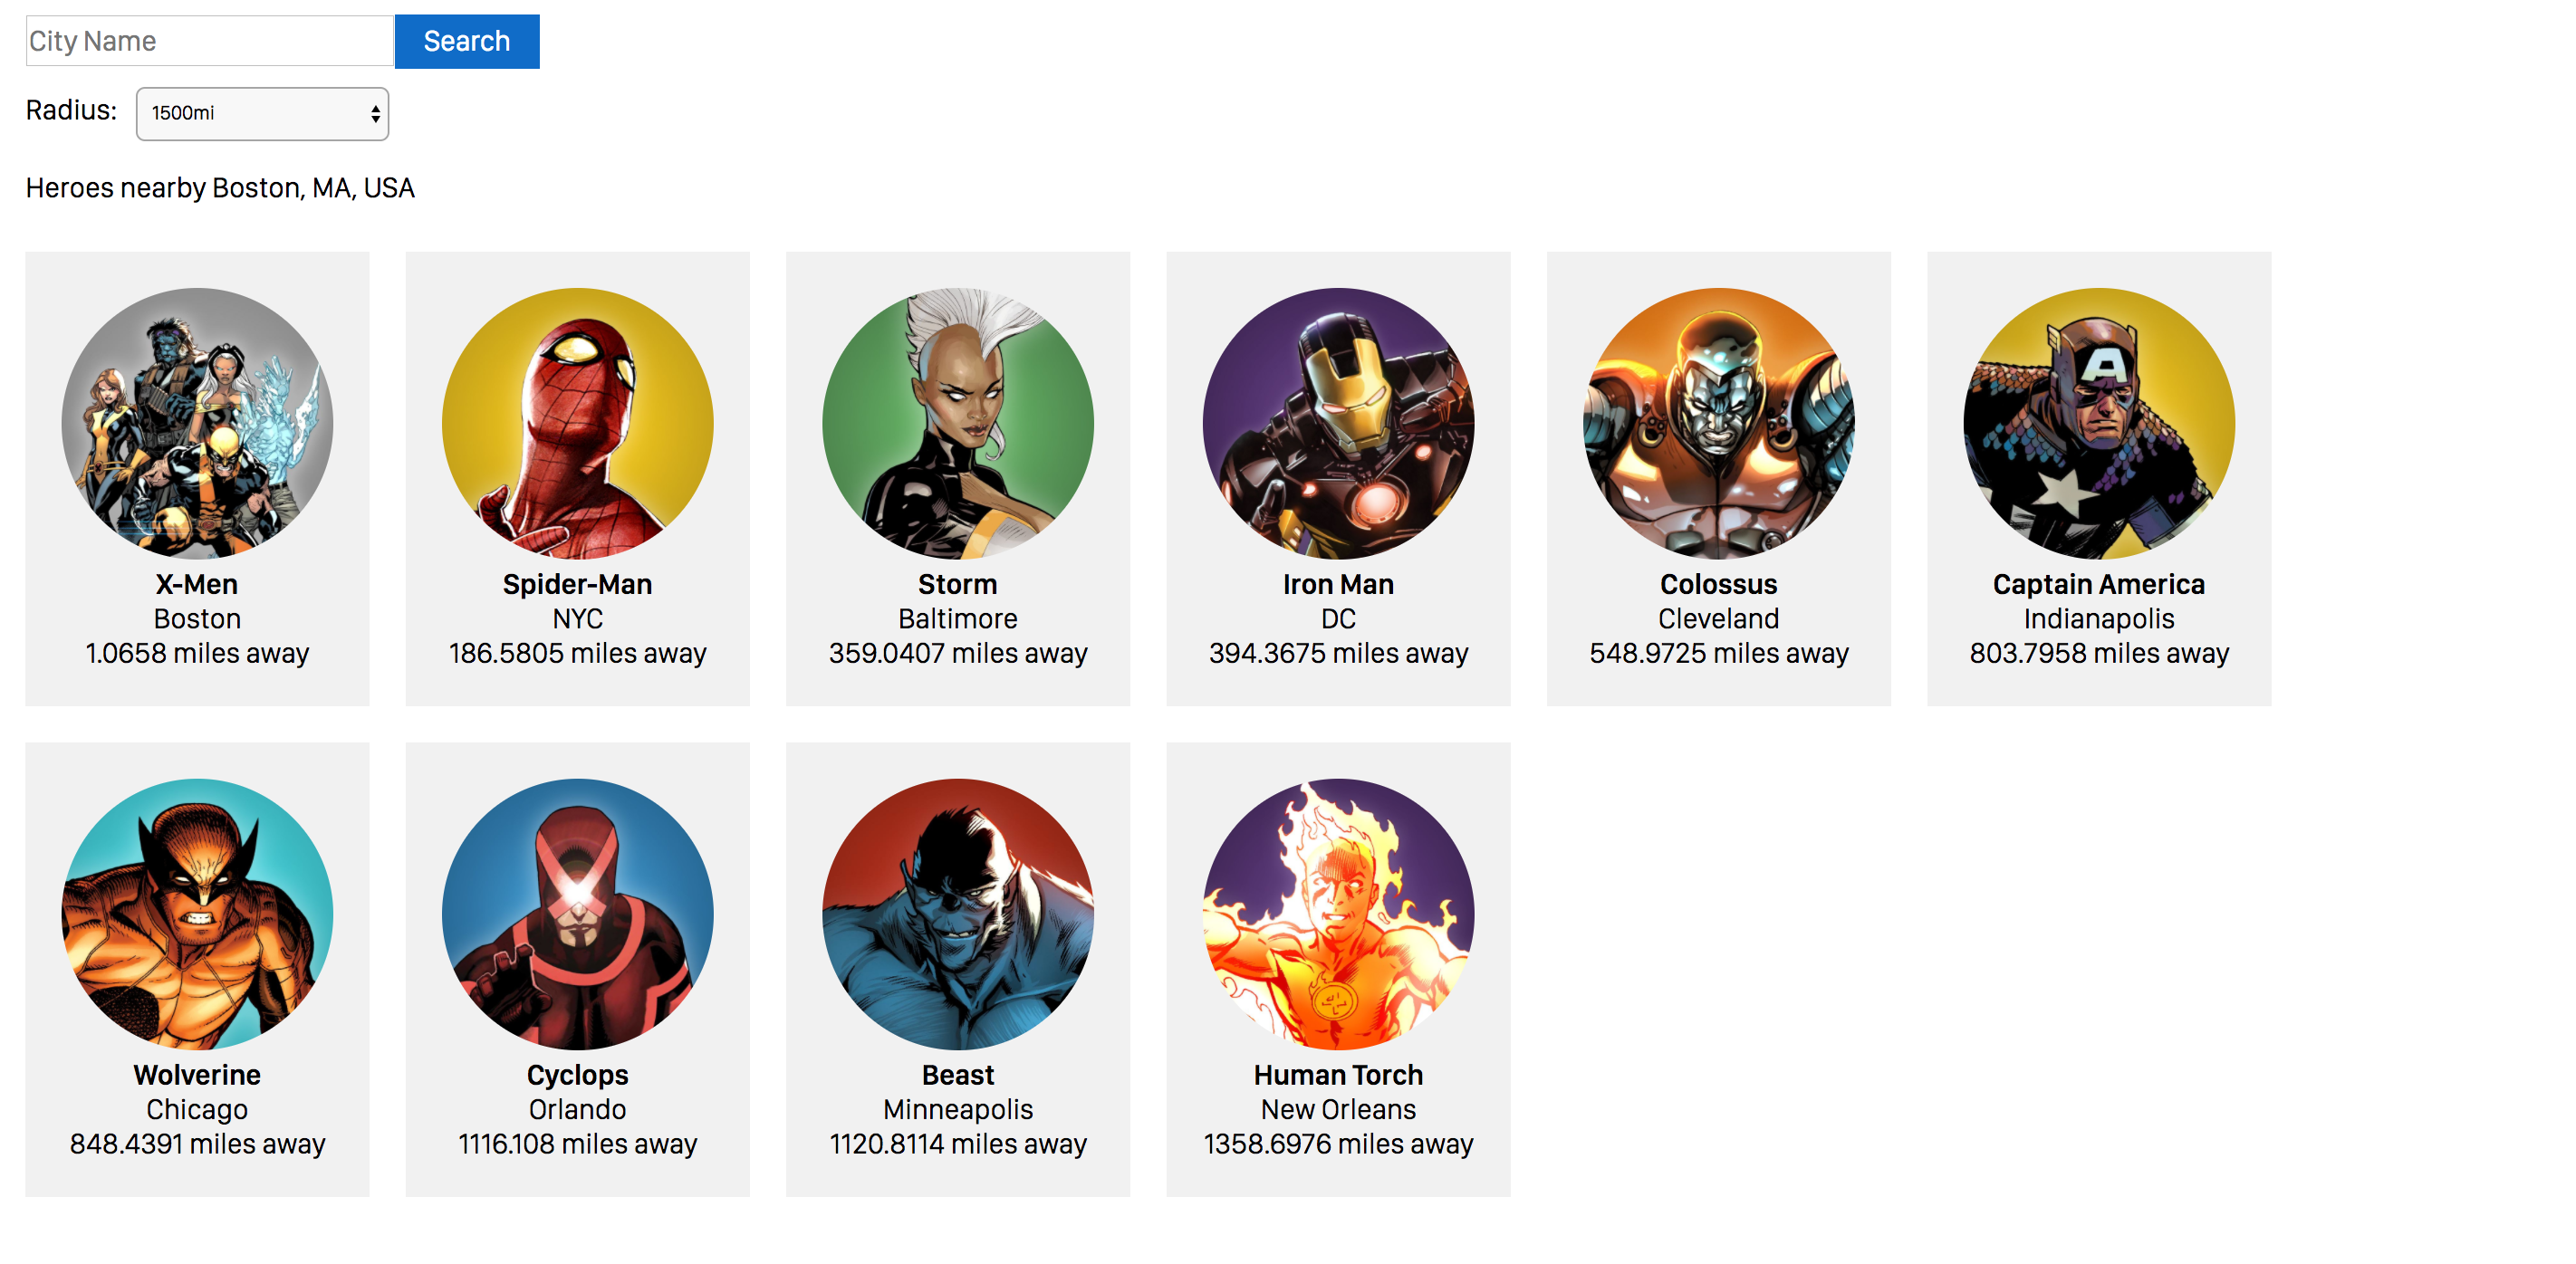 City Name
Search
Radius:
1500mi
Heroes nearby Boston, MA, USA
X-Men
Boston
1.0658 miles away
Spider-Man
NYC
186.5805 miles away
Storm
Baltimore
359.0407 miles away
Iron Man
DC
394.3675 miles away
Colossus
Cleveland
548.9725 miles away
A
Captain America
Indianapolis
803.7958 miles away
Wolverine
Chicago
848.4391 miles away
Cyclops
Orlando
1116.108 miles away
Beast
Minneapolis
1120.8114 miles away
Human Torch
New Orleans
1358.6976 miles away